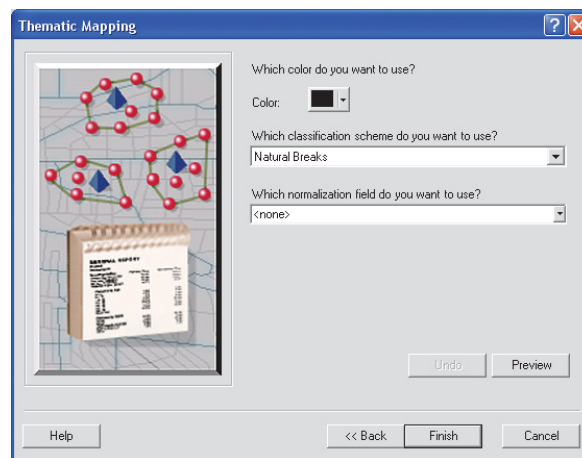 Thematic Mapping
Which color do you want to use?
Color:
Which classification scheme do you want to use?
Natural Breaks
Which normalization field do you want to use?
<none>
Undo Preview
Help << Back Finish Cancel